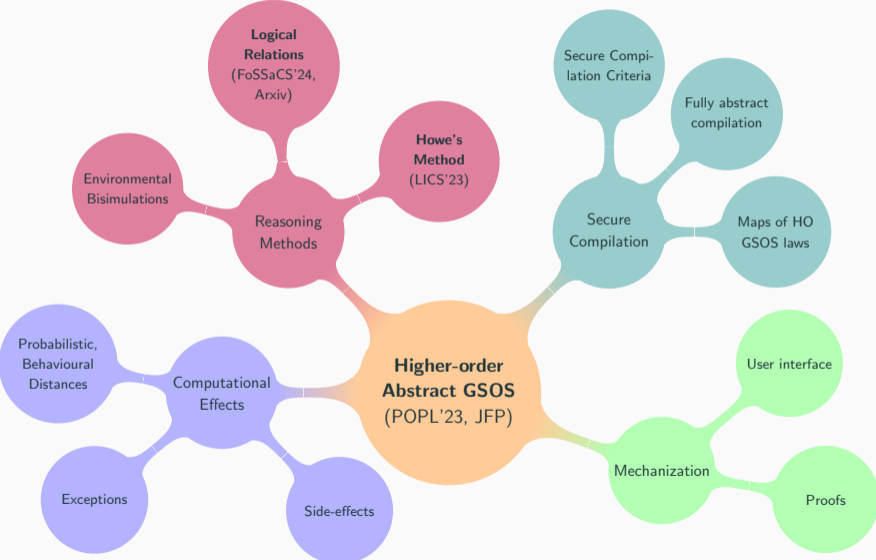 Logical
Relations
(FoSSaCS'24,
Arxiv)
Howe's
Method
(LICS'23)
Environmental
Bisimulations
Reasoning
Methods
Secure Compi-
lation Criteria
Fully abstract
compilation
Maps of HO
GSOS laws
Secure
Compilation
Higher-order
Abstract GSOS
(POPL'23, JFP)
Probabilistic,
Behavioural
Distances
Computational
Effects
Exceptions
Side-effects
User interface
Mechanization
Proofs